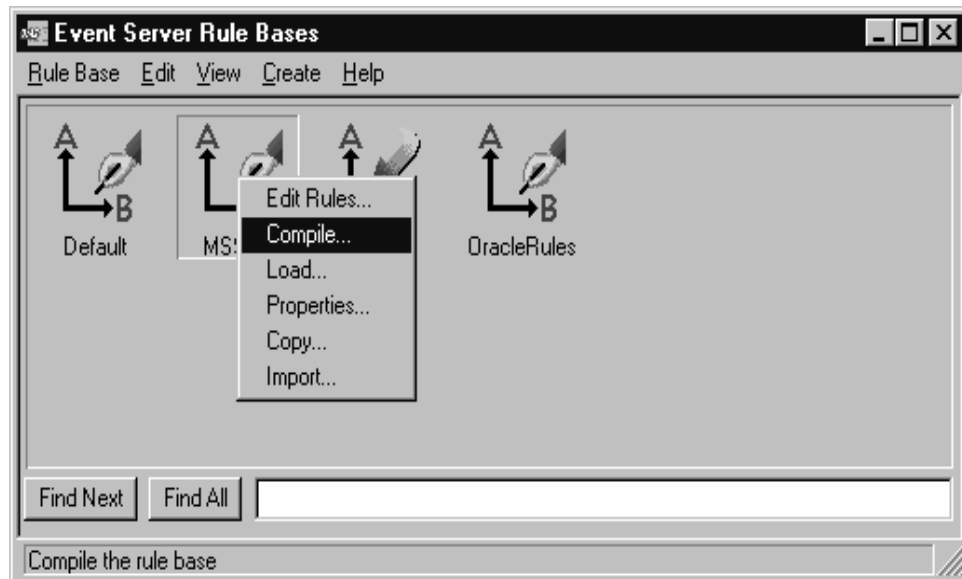 Event Server Rule Bases
Rule Base Edit View Create Help
A B
A
A
A B
Default
MSS
OracleRules
Edit Rules...
Compile...
Load...
Properties...
Copy...
Import...
Find Next Find All
Compile the rule base